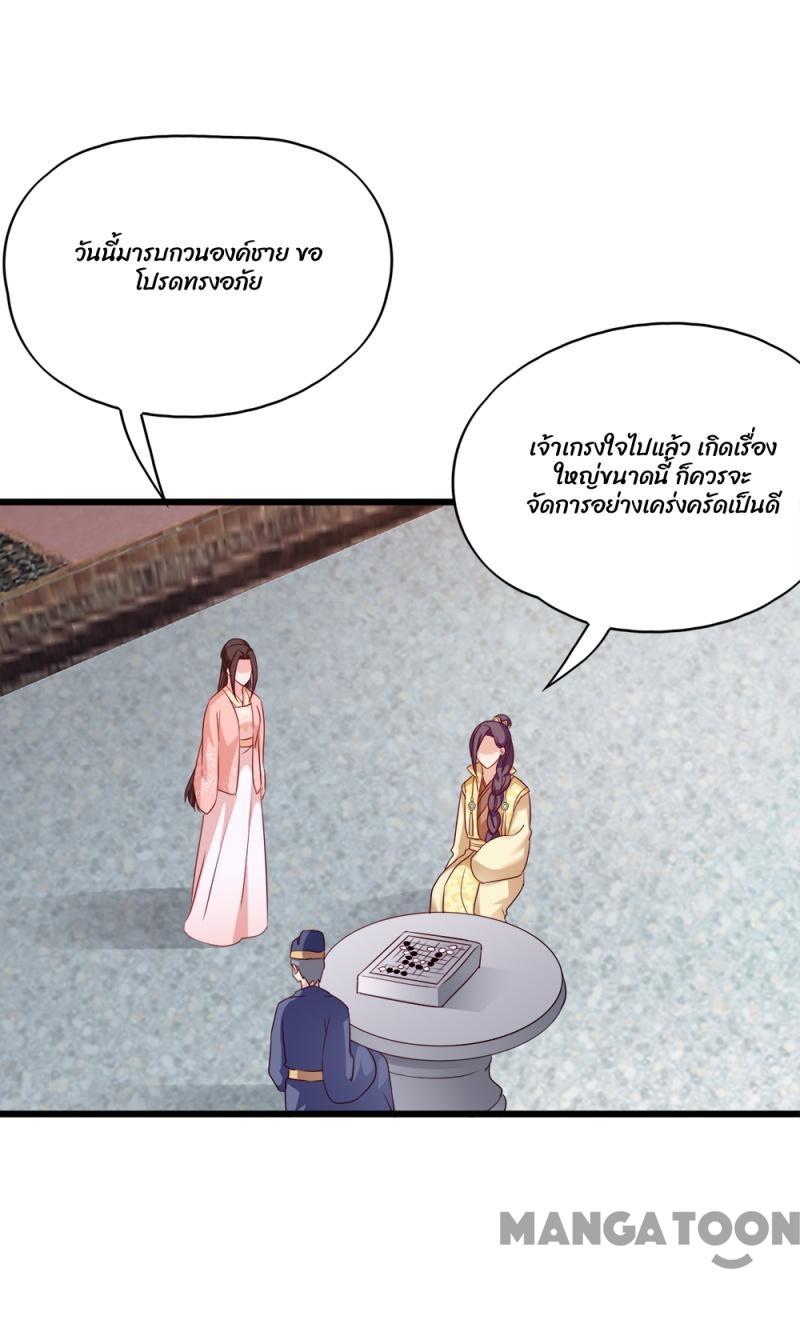 วันนี้มารบกวนองค์ชาย ขอ
โปรดทรงอภัย
เจ้าเกรงใจไปแล้ว เกิดเรื่อง
ใหญ่ขนาดนี้ ก็ควรจะ
จัดการอย่างเคร่งครัดเป็นดี
MANGATOON